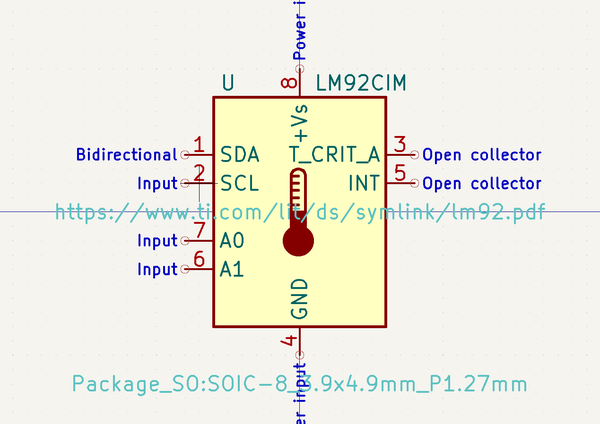 Power i
8
U
LM92CIM
+Vs
Bidirectional 1 SDA
T_CRIT_A 3 Open collector
Input 2 SCL
INT 5 Open collector
https://www.ti.com/lit/ds/symlink/lm92.pdf
Input 7 A0
Input 6 A1
GND
4
Package_SO:SOIC-8_3.9x4.9mm_P1.27mm
er input